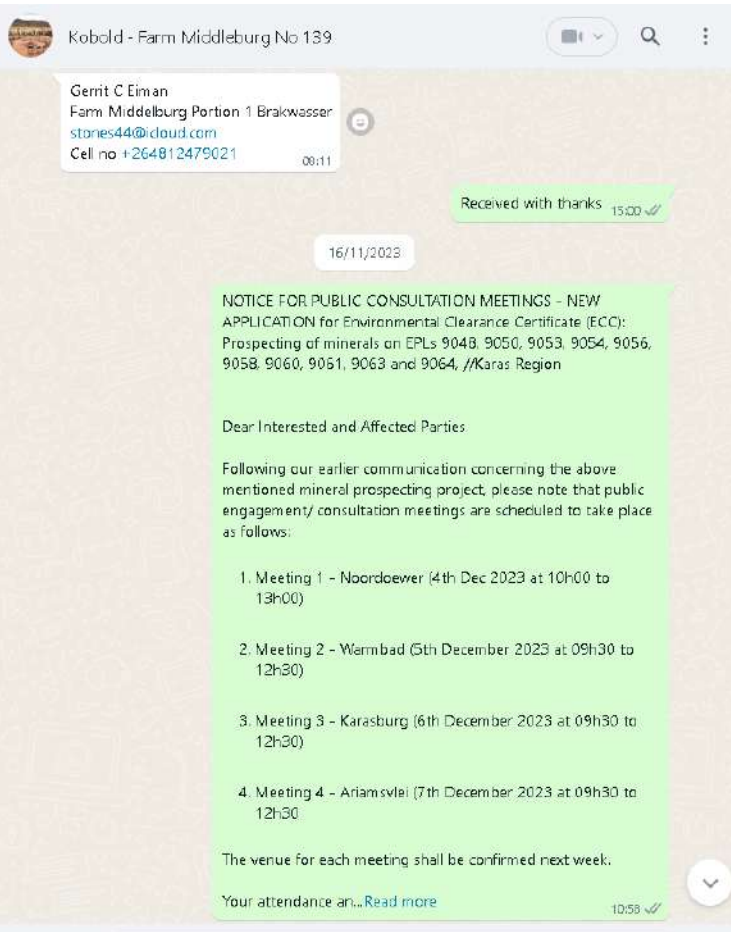 Kobold - Farm Middleburg No 139
Gerrit C Eiman
Farm Middelburg Portion 1 Brakwasser
stones44@icloud.com
Cell no +264812479021
08:11
Received with thanks 15:00
16/11/2023
NOTICE FOR PUBLIC CONSULTATION MEETINGS - NEW
APPLICATION for Environmental Clearance Certificate (ECC):
Prospecting of minerals on EPLs 9048, 9050, 9053, 9054, 9056,
9058, 9060, 9061, 9063 and 9064, //Karas Region
Dear Interested and Affected Parties
Following our earlier communication concerning the above
mentioned mineral prospecting project, please note that public
engagement/ consultation meetings are scheduled to take place
as follows:
1. Meeting 1 - Noordoewer (4th Dec 2023 at 10h00 to
13h00)
2. Meeting 2 - Warmbad (5th December 2023 at 09h30 to
12h30)
3. Meeting 3 - Karasburg (6th December 2023 at 09h30 to
12h30)
4. Meeting 4 - Ariamsvlei (7th December 2023 at 09h30 to
12h30
The venue for each meeting shall be confirmed next week.
Your attendance an...Read more
10:58